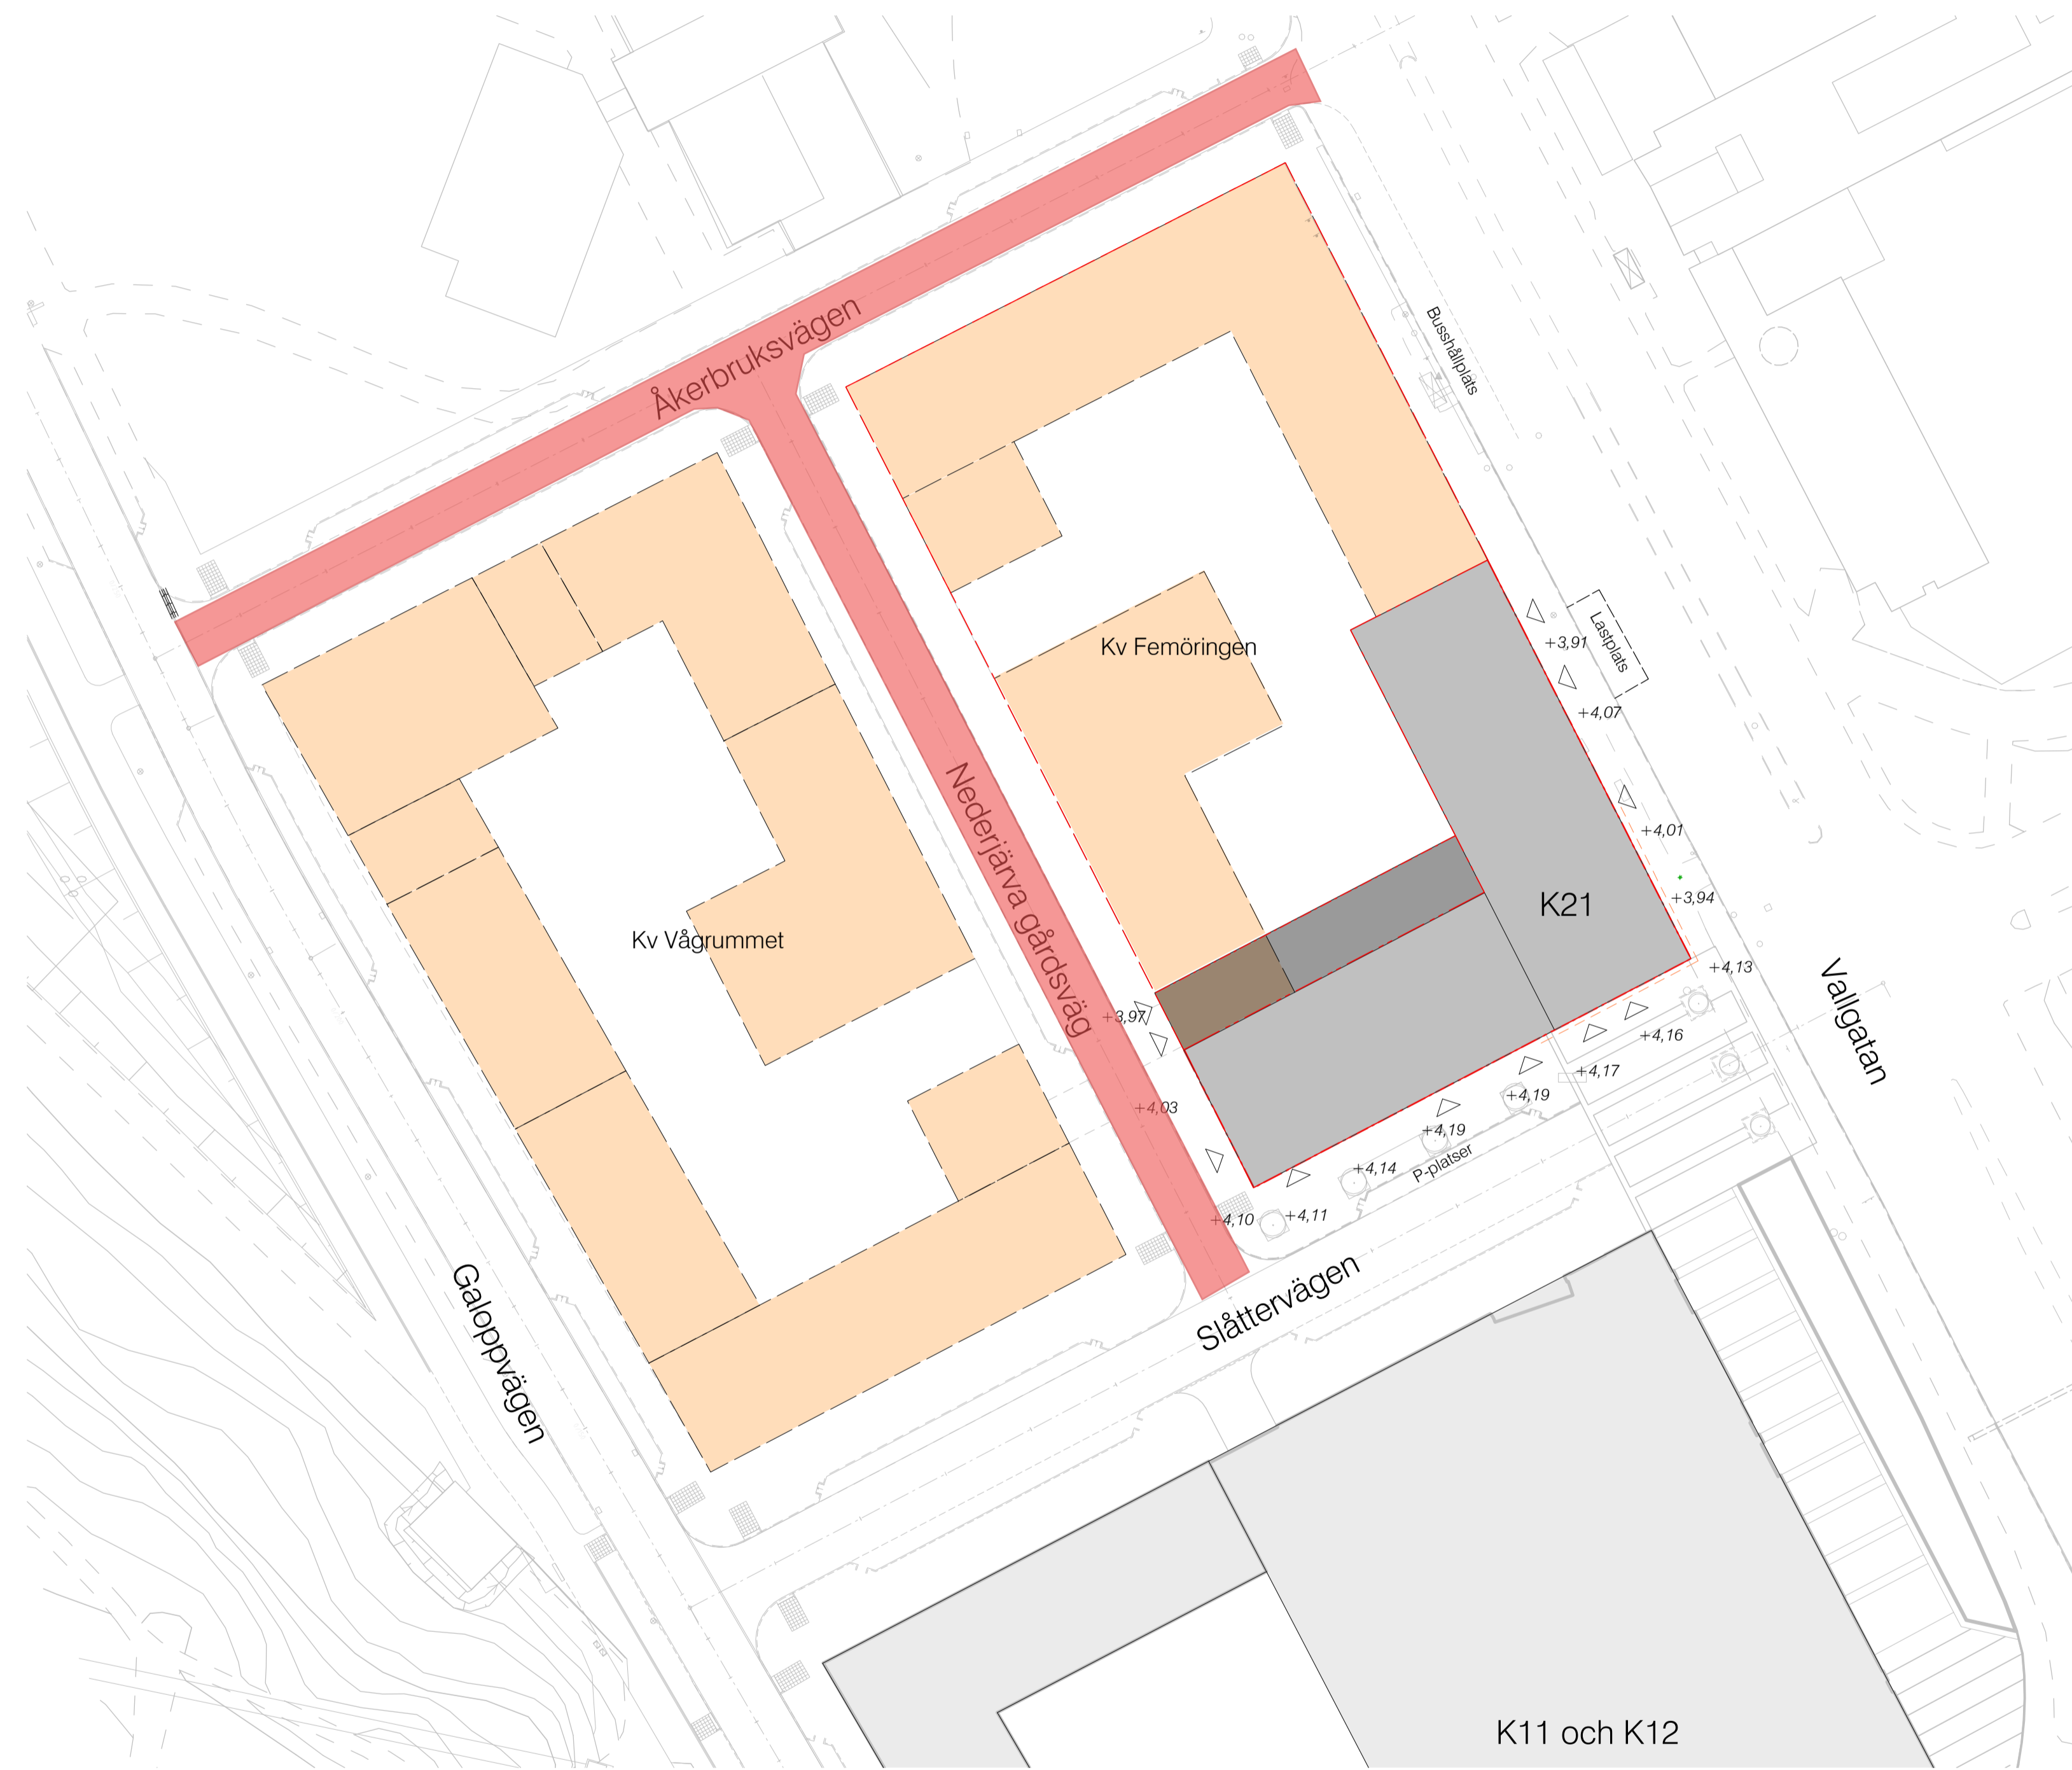 Åkerbruksvägen
Busshållplats
Lastplats
+3,91
Kv Femöringen
+4,07
Nederjärva gårdsväg
+4,01
K21
+3,94
Kv Vågrummet
+4,13
Vallgatan
+3,97
+4,16
+4,17
+4,19
+4,03
+4,19
P-platser
+4,14
+4,10
+4,11
Galoppvägen
Slåttervägen
K11 och K12